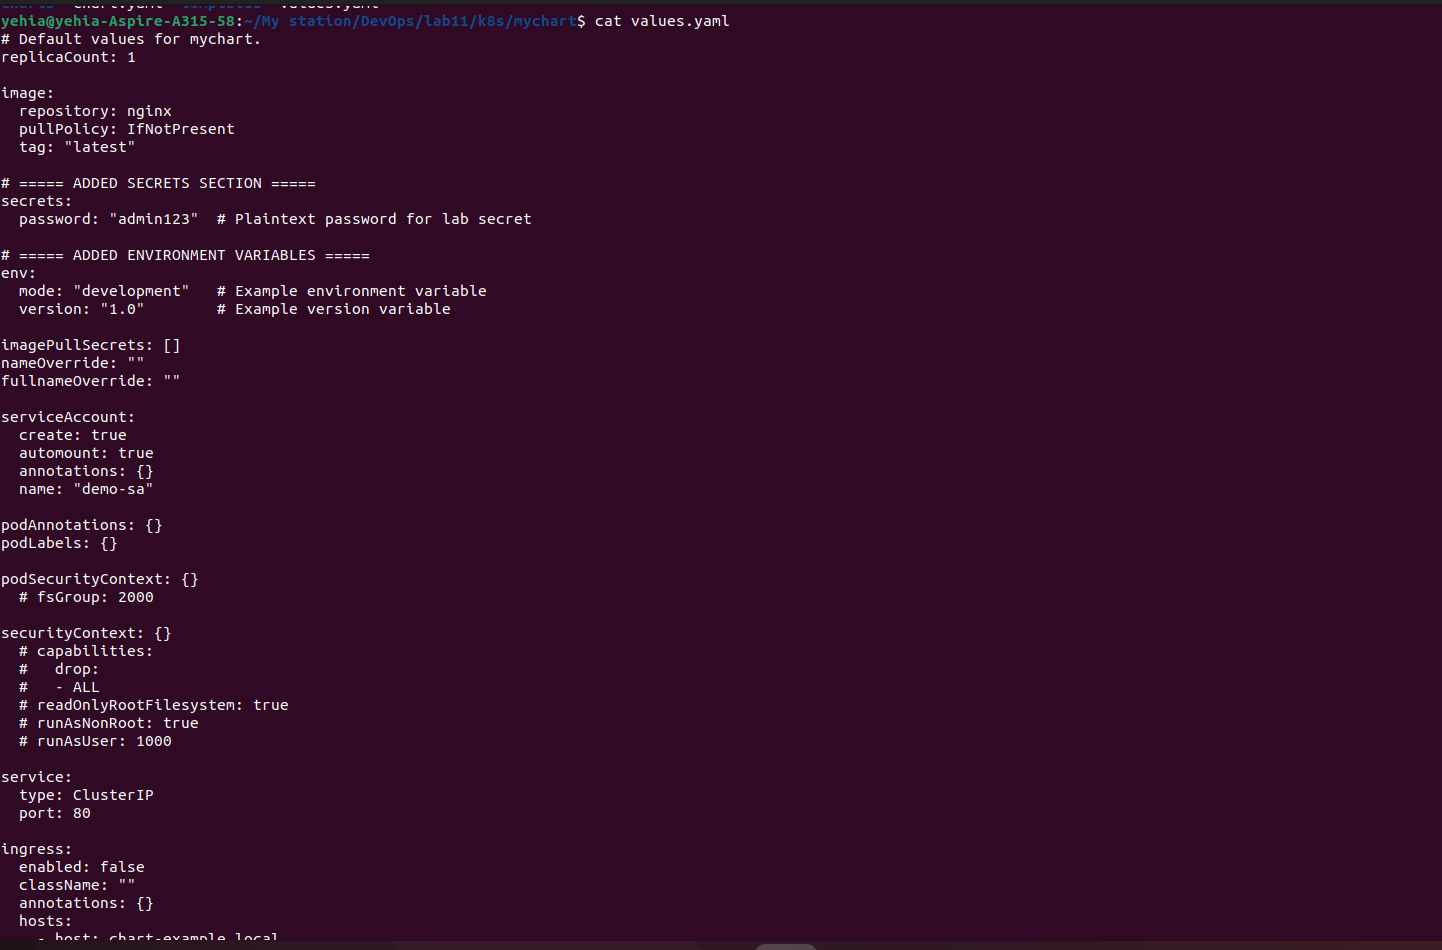 yehia@yehia-Aspire-A315-58:~/My station/DevOps/lab11/k8s/mychart$ cat values.yaml
# Default values for mychart.
replicaCount: 1
image:
  repository: nginx
  pullPolicy: IfNotPresent
  tag: "latest"
# ===== ADDED SECRETS SECTION =====
secrets:
  password: "admin123"  # Plaintext password for lab secret
# ===== ADDED ENVIRONMENT VARIABLES =====
env:
  mode: "development"   # Example environment variable
  version: "1.0"        # Example version variable
imagePullSecrets: []
nameOverride: ""
fullnameOverride: ""
serviceAccount:
  create: true
  automount: true
  annotations: {}
  name: "demo-sa"
podAnnotations: {}
podLabels: {}
podSecurityContext: {}
  # fsGroup: 2000
securityContext: {}
  # capabilities:
  #   drop:
  #   - ALL
  # readOnlyRootFilesystem: true
  # runAsNonRoot: true
  # runAsUser: 1000
service:
  type: ClusterIP
  port: 80
ingress:
  enabled: false
  className: ""
  annotations: {}
  hosts:
    - host: chart-example.local